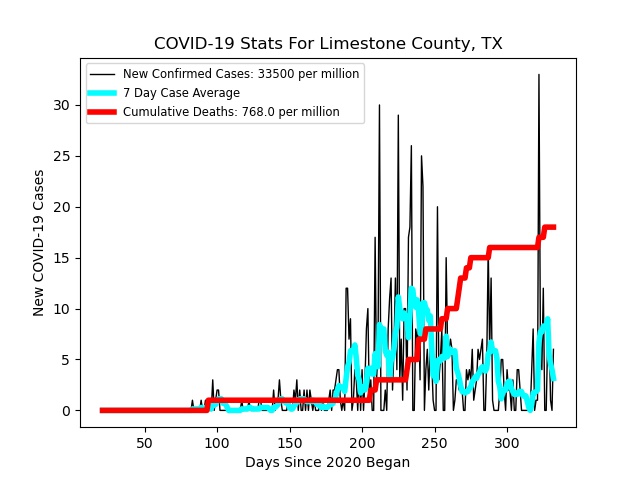 COVID-19 Stats For Limestone County, TX
New Confirmed Cases: 33500 per million
7 Day Case Average
Cumulative Deaths: 768.0 per million
New COVID-19 Cases
30
25
20
15
10
5
0
50
100
150
200
250
300
Days Since 2020 Began